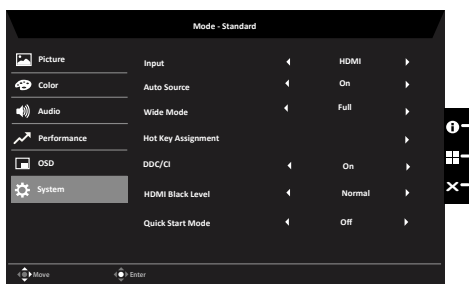 Mode - Standard
Picture
Color
Audio
Performance
OSD
System
Input HDMI
Auto Source On
Wide Mode Full
Hot Key Assignment
DDC/CI On
HDMI Black Level Normal
Quick Start Mode Off
Move Enter